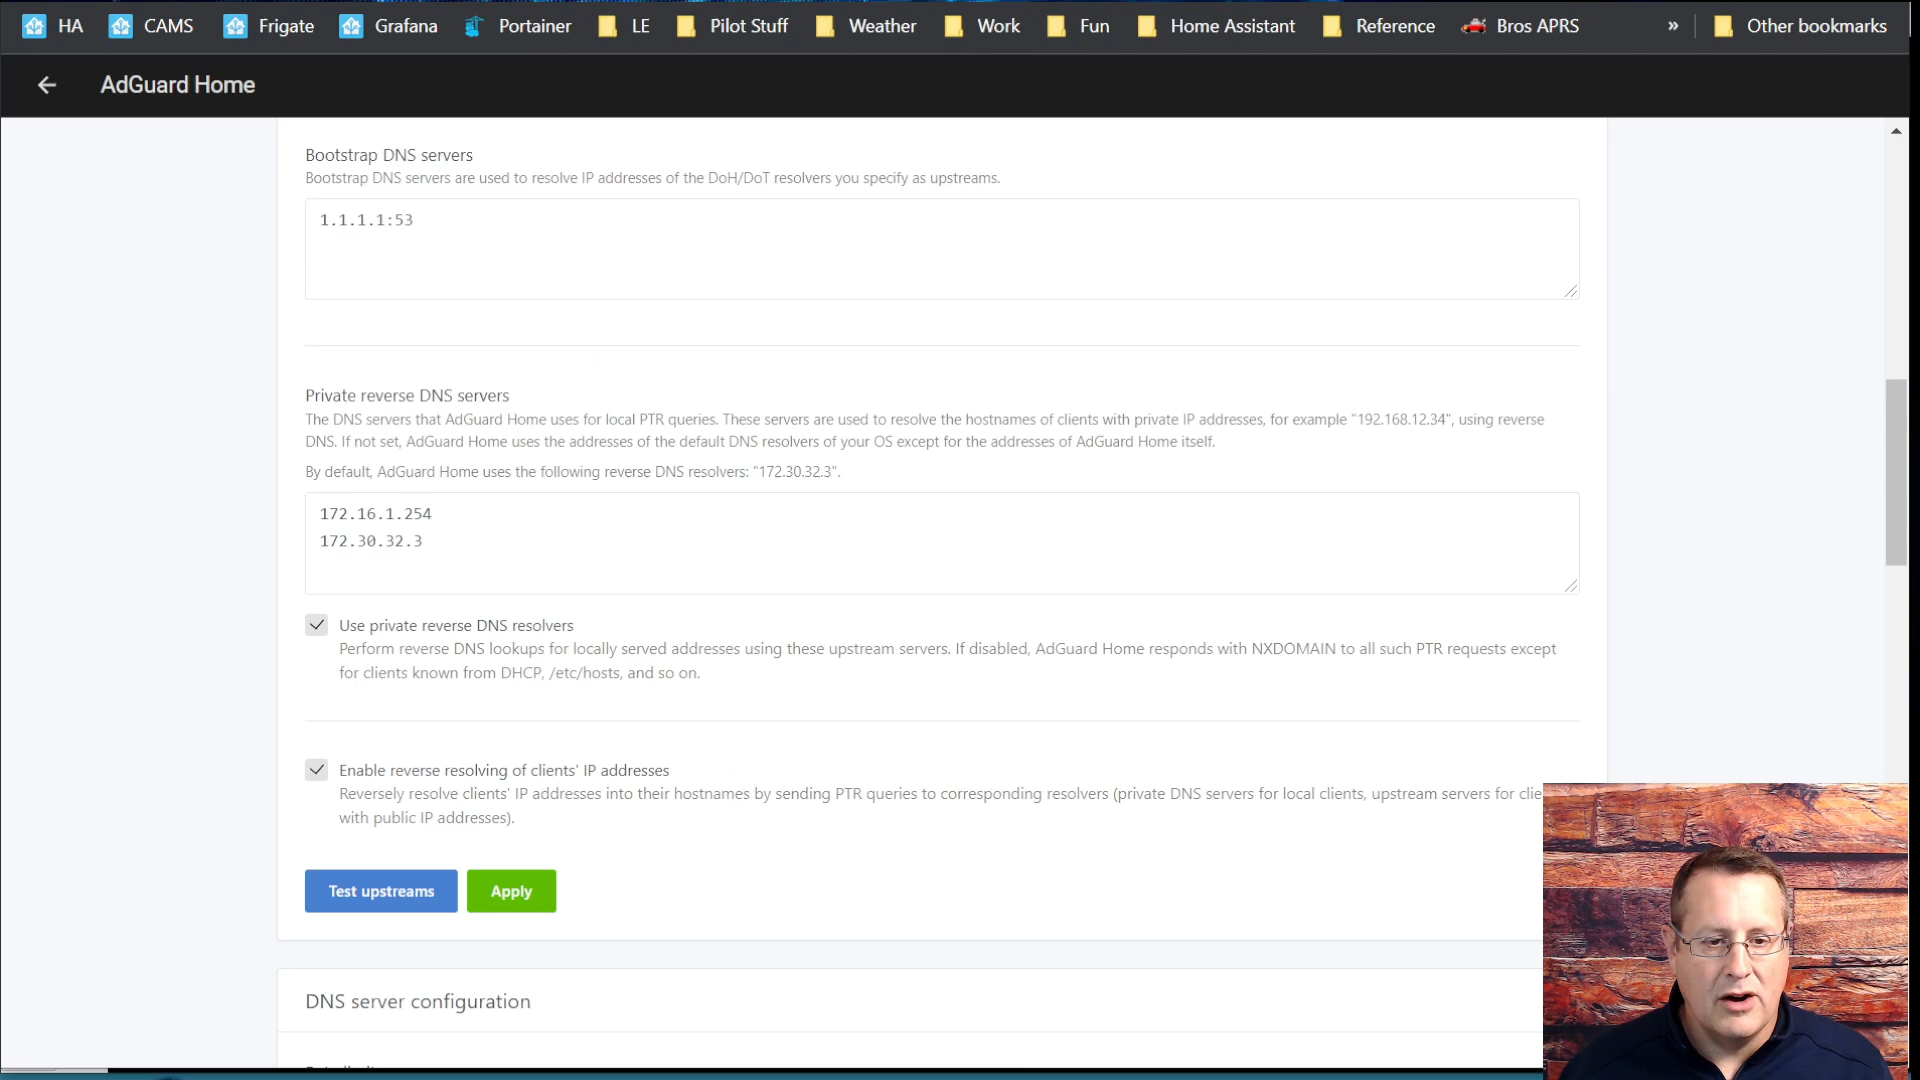 HA CAMS Frigate Grafana Portainer LE Pilot Stuff Weather Work Fun Home Assistant Reference Bros APRS » Other bookmarks
AdGuard Home
Bootstrap DNS servers
Bootstrap DNS servers are used to resolve IP addresses of the DoH/DoT resolvers you specify as upstreams.
1.1.1.1:53
Private reverse DNS servers
The DNS servers that AdGuard Home uses for local PTR queries. These servers are used to resolve the hostnames of clients with private IP addresses, for example "192.168.12.34", using reverse
DNS. If not set, AdGuard Home uses the addresses of the default DNS resolvers of your OS except for the addresses of AdGuard Home itself.
By default, AdGuard Home uses the following reverse DNS resolvers: "172.30.32.3".
172.16.1.254
172.30.32.3
Use private reverse DNS resolvers
Perform reverse DNS lookups for locally served addresses using these upstream servers. If disabled, AdGuard Home responds with NXDOMAIN to all such PTR requests except
for clients known from DHCP, /etc/hosts, and so on.
Enable reverse resolving of clients' IP addresses
Reversely resolve clients' IP addresses into their hostnames by sending PTR queries to corresponding resolvers (private DNS servers for local clients, upstream servers for
with public IP addresses).
Test upstreams Apply
DNS server configuration